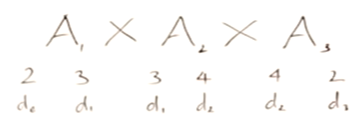 A₁ × A₂ × A₃
2 3 3 4 4 2
d₀ d₁ d₁ d₂ d₂ d₃